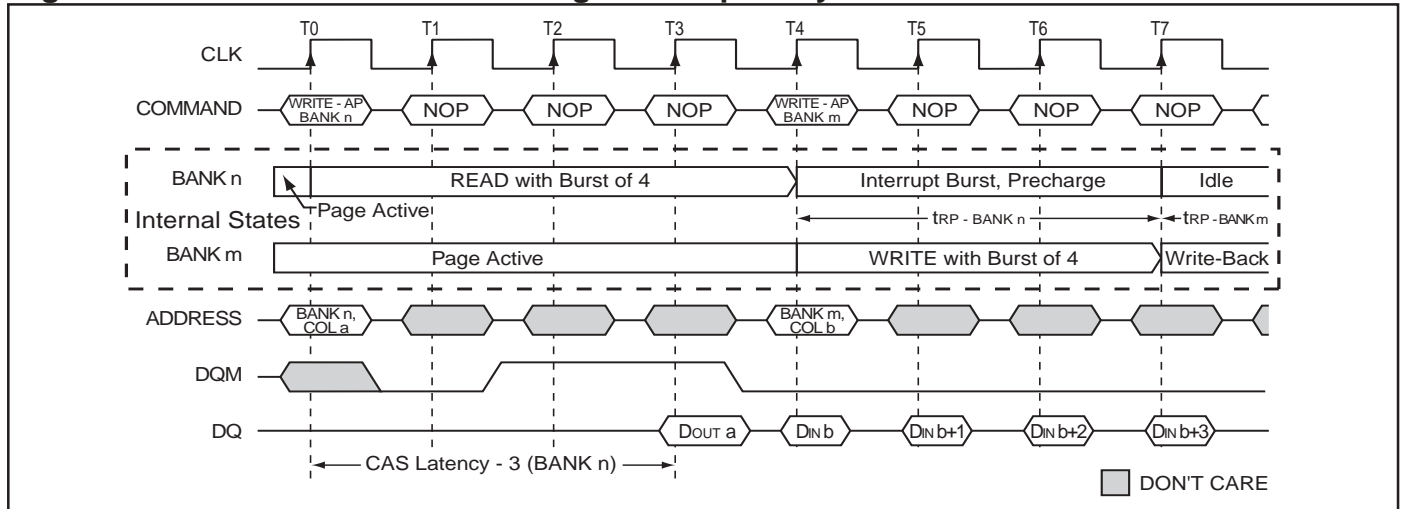 T0 T1 T2 T3 T4 T5 T6 T7
CLK
COMMAND WRITE - AP BANK n NOP NOP NOP WRITE - AP BANK m NOP NOP NOP
BANK n READ with Burst of 4 Interrupt Burst, Precharge Idle
Internal States Page Active tRP - BANK n tRP - BANK m
BANK m Page Active WRITE with Burst of 4 Write-Back
ADDRESS BANK n, COL a BANK m, COL b
DQM
DQ DOUT a DIN b DIN b+1 DIN b+2 DIN b+3
CAS Latency - 3 (BANK n)
DON'T CARE